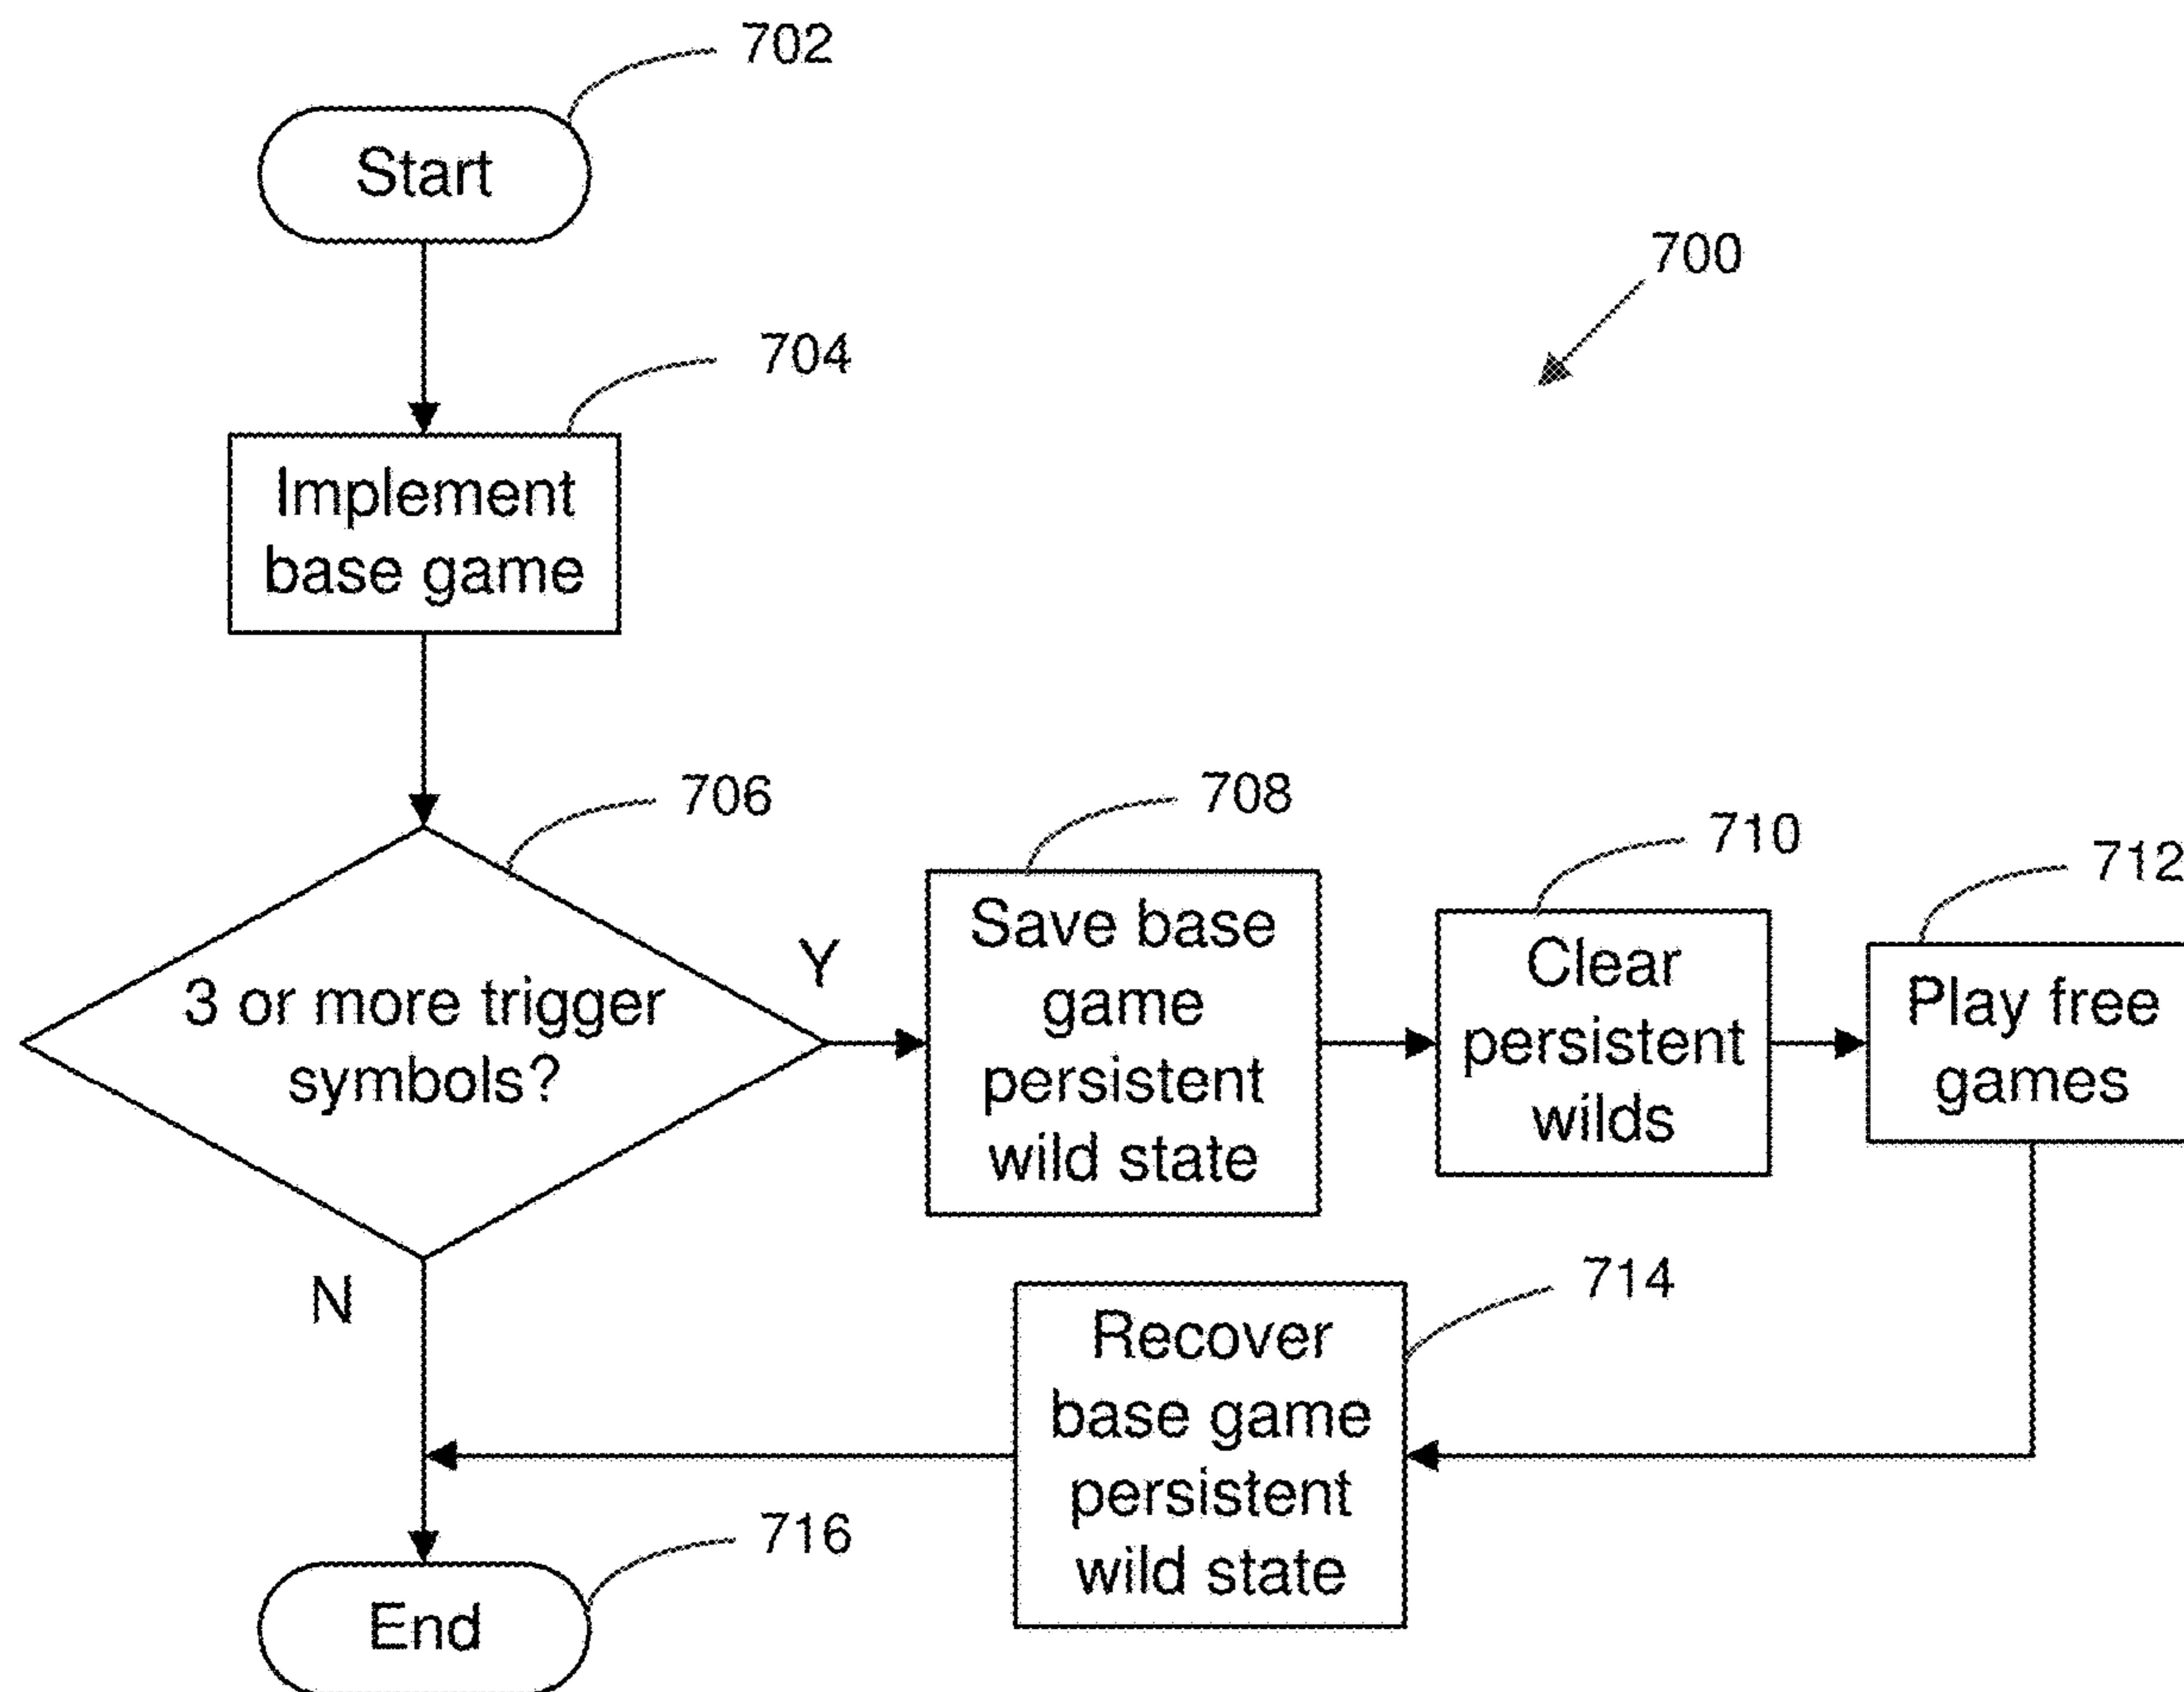 702
Start
700
704
Implement
base game
706
3 or more trigger
symbols?
Y
N
708
Save base
game
persistent
wild state
710
Clear
persistent
wilds
712
Play free
games
714
Recover
base game
persistent
wild state
716
End